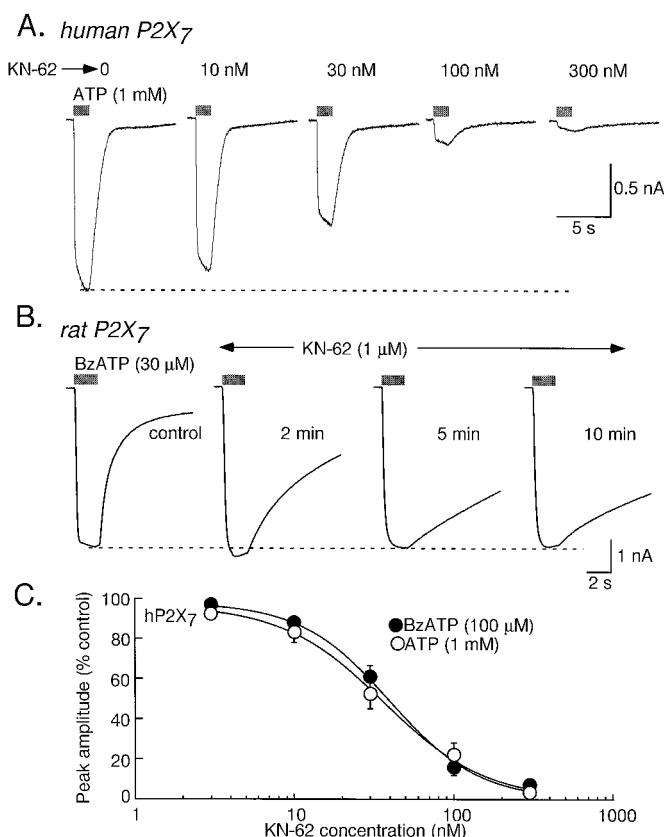 A. human P2X7
KN-62 → 0 10 nM 30 nM 100 nM 300 nM
ATP (1 mM)
0.5 nA
5 s
B. rat P2X7
KN-62 (1 µM)
BzATP (30 µM)
control 2 min 5 min 10 min
1 nA
2 s
C.
hP2X7
BzATP (100 µM)
ATP (1 mM)
Peak amplitude (% control)
100
80
60
40
20
0
1 10 100 1000
KN-62 concentration (nM)